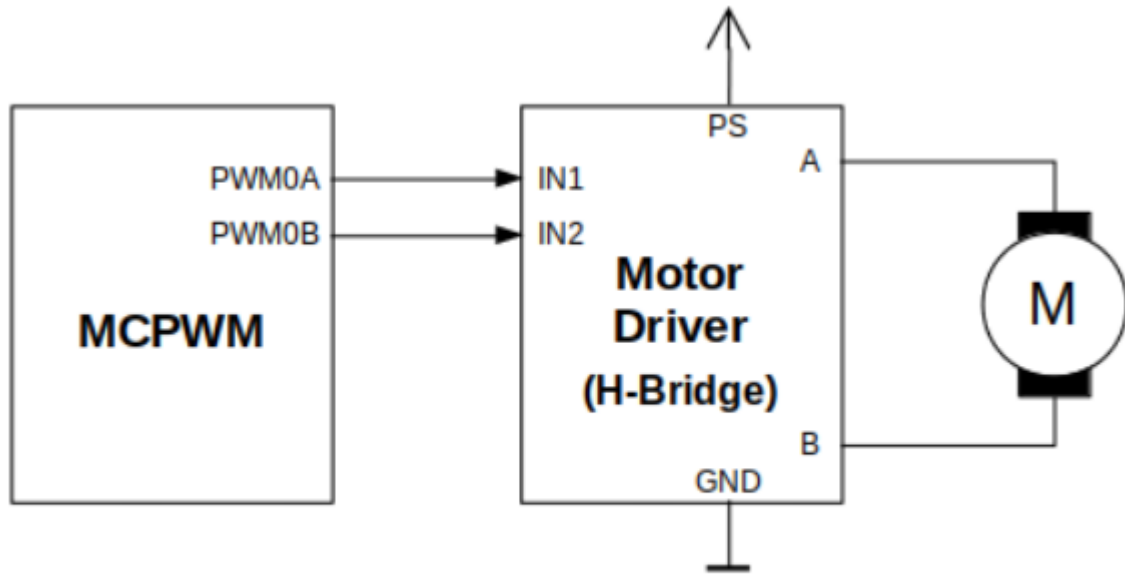 MCPWM
PWM0A
PWM0B
PS
IN1
IN2
A
B
Motor
Driver
(H-Bridge)
GND
M